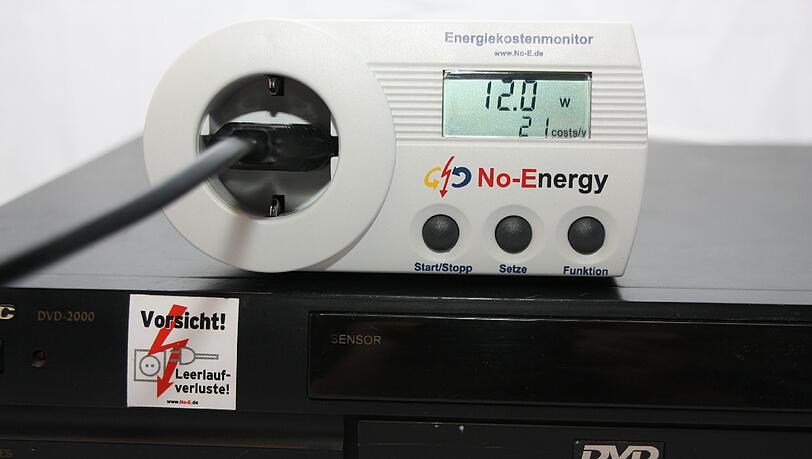 Energiekostenmonitor
www.No-E.de
12.0 W
21 costs/y
No-Energy
Start/Stopp Setze Funktion
C DVD-2000
Vorsicht!
Leerlauf-
verluste!
www.No-E.de
SENSOR
DVD